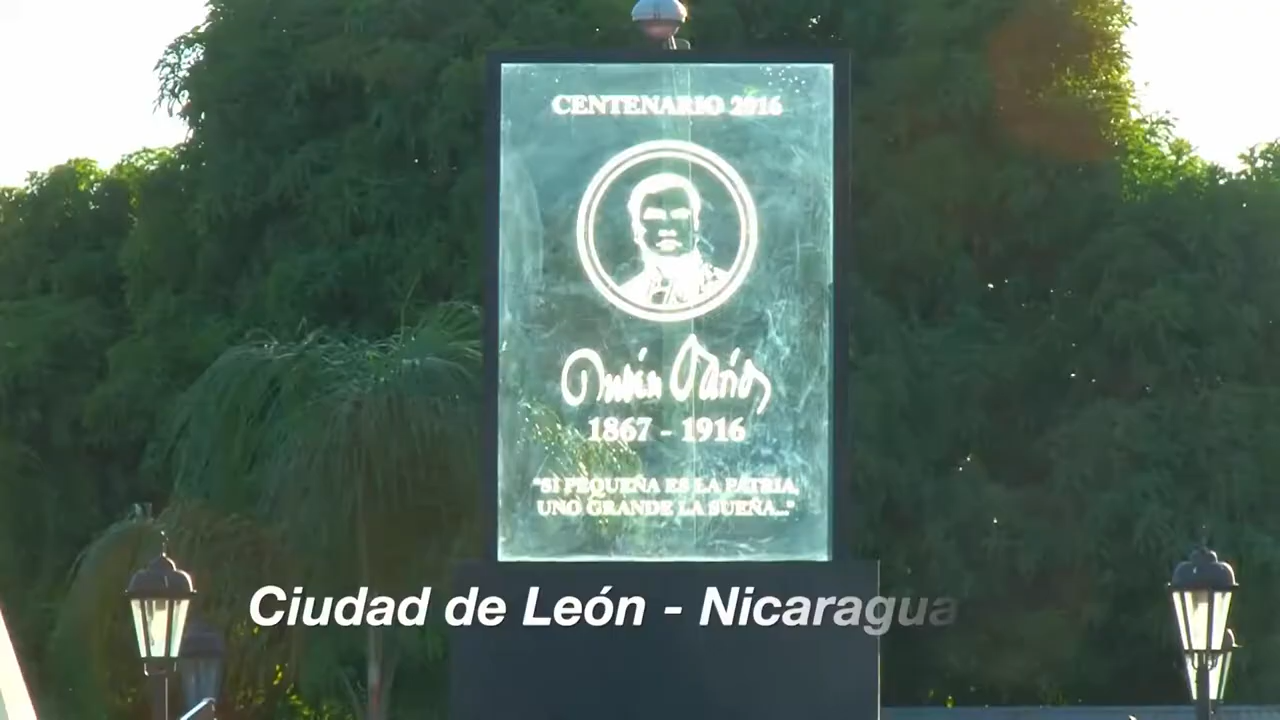 CENTENARIO 2016
Rubén Darío
1867 - 1916
"SI PEQUEÑA ES LA PATRIA,
UNO GRANDE LA SUEÑA..."
Ciudad de León - Nicaragua